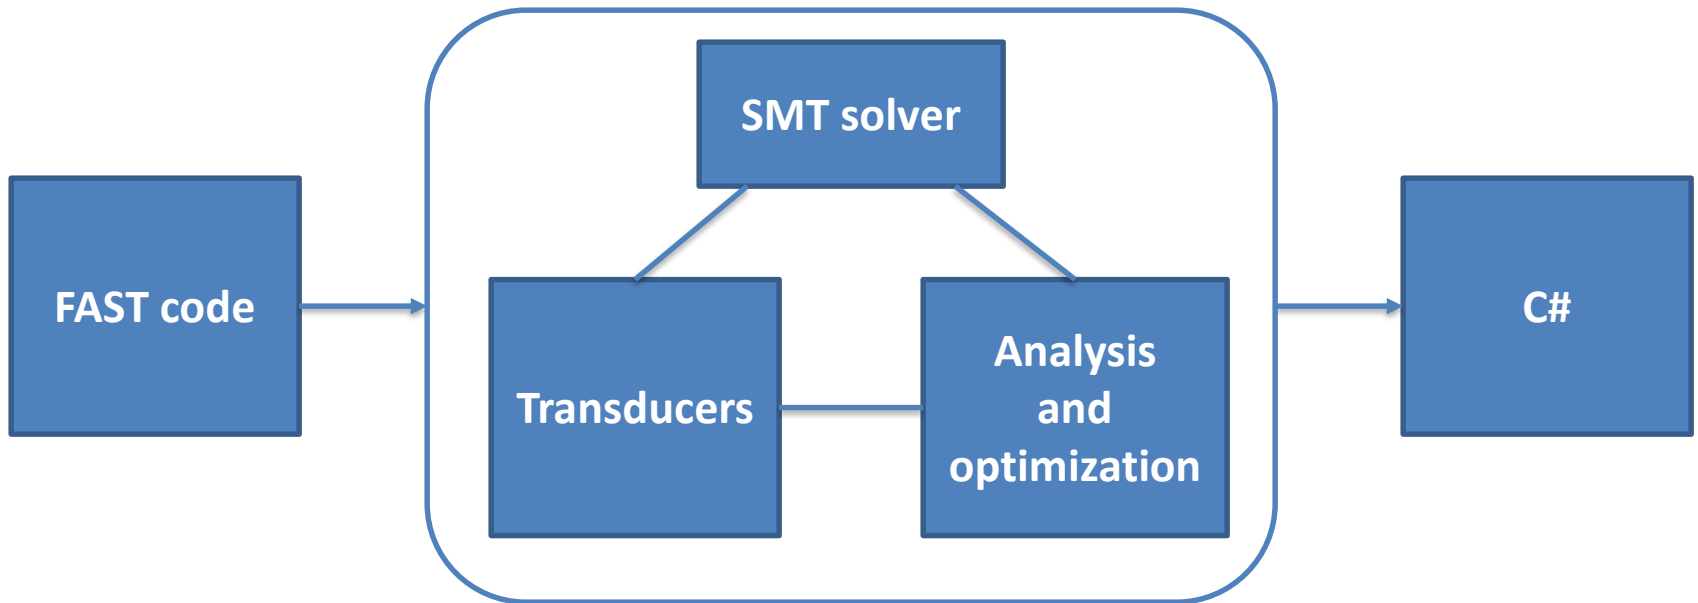 SMT solver
FAST code
Transducers
Analysis
and
optimization
C#